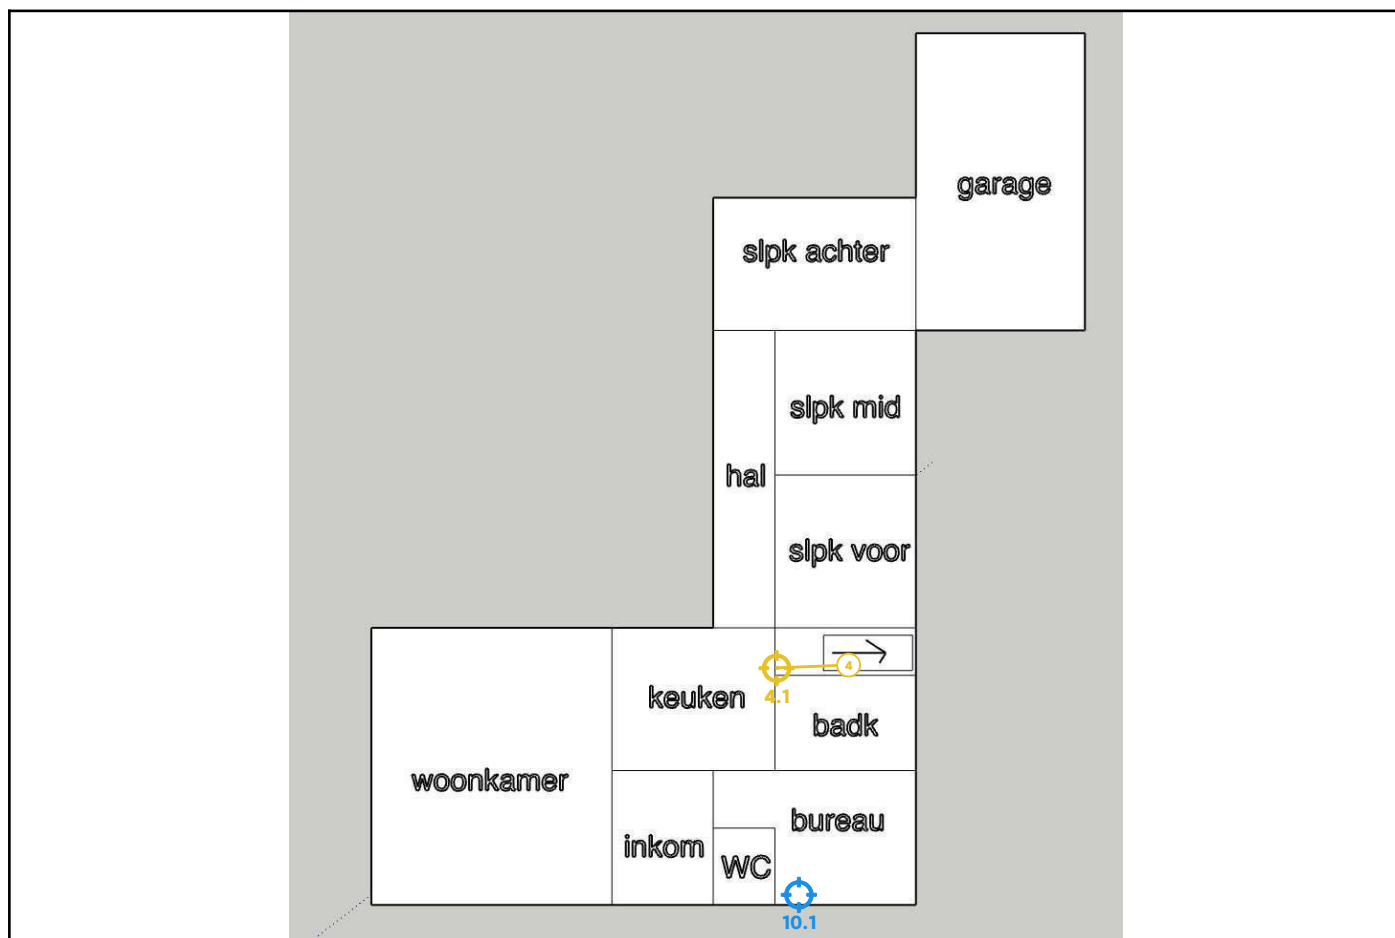 garage
slpk achter
slpk mid
hal
slpk voor
4
4.1
keuken
badk
woonkamer
bureau
inkom
WC
10.1